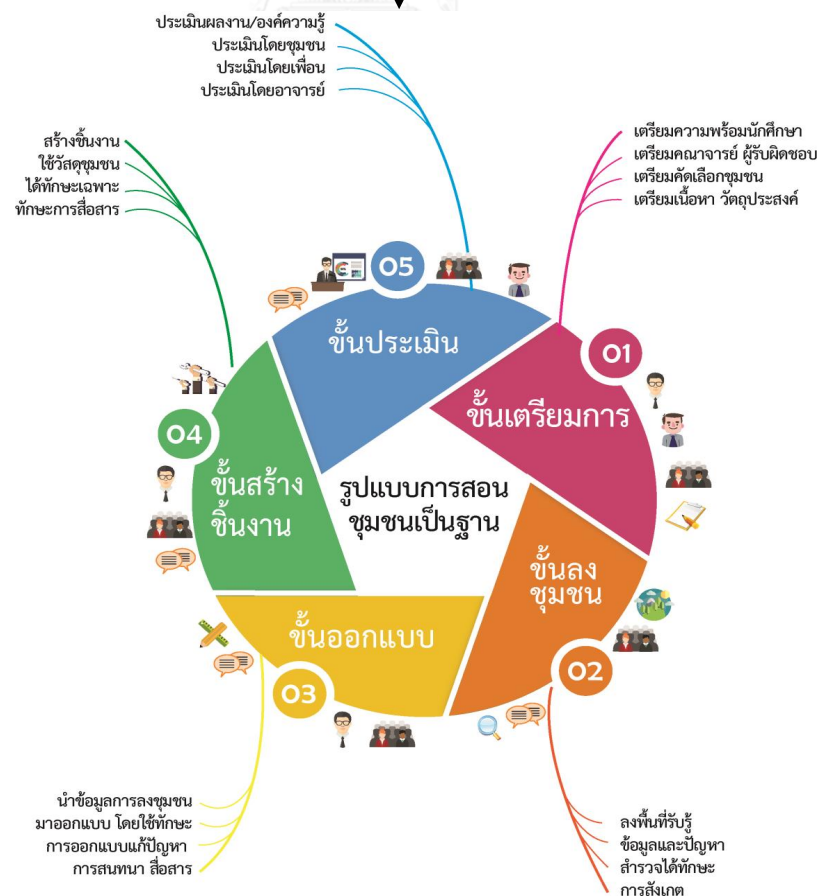 ประเมินผลงาน/องค์ความรู้
ประเมินโดยชุมชน
ประเมินโดยเพื่อน
ประเมินโดยอาจารย์
สร้างชิ้นงาน
ใช้วัสดุชุมชน
ได้ทักษะเฉพาะ
ทักษะการสื่อสาร
เตรียมความพร้อมนักศึกษา
เตรียมคณาจารย์ ผู้รับผิดชอบ
เตรียมคัดเลือกชุมชน
เตรียมเนื้อหา วัตถุประสงค์
05
ขั้นประเมิน
01
ขั้นเตรียมการ
04
ขั้นสร้าง
ชิ้นงาน
รูปแบบการสอน
ชุมชนเป็นฐาน
ขั้นลง
ชุมชน
02
ขั้นออกแบบ
03
นำข้อมูลการลงชุมชน
มาออกแบบ โดยใช้ทักษะ
การออกแบบแก้ปัญหา
การสนทนา สื่อสาร
ลงพื้นที่รับรู้
ข้อมูลและปัญหา
สำรวจได้ทักษะ
การสังเกต